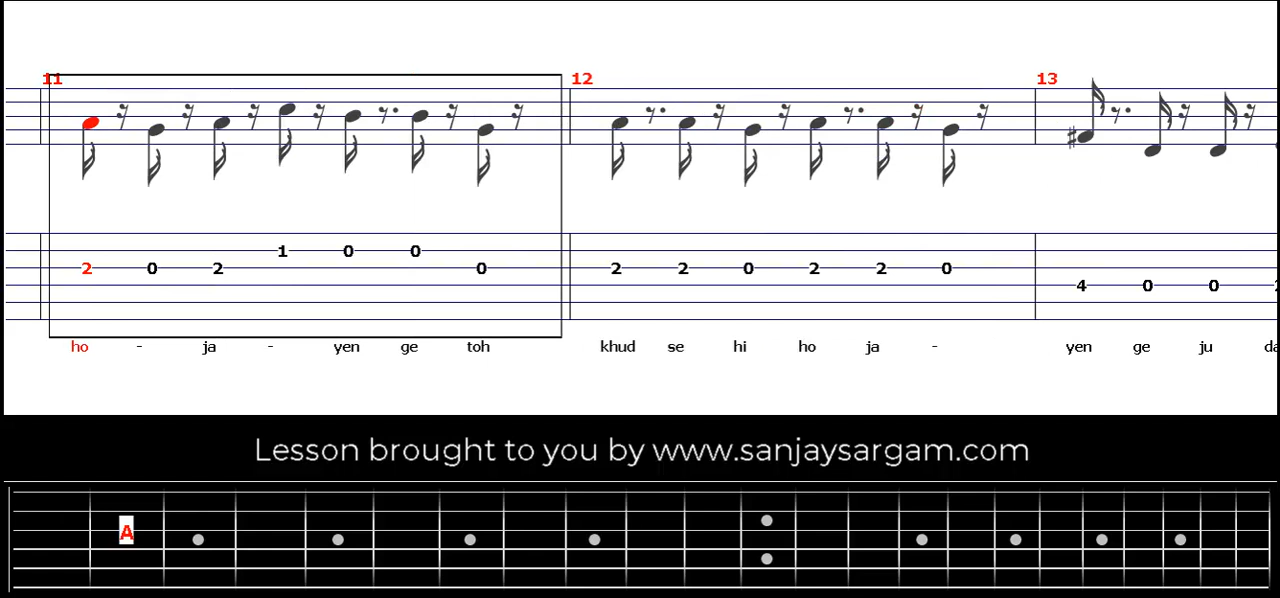 11 12 13
2 0 2 1 0 0 0 2 2 0 2 2 0 4 0 0
ho - ja - yen ge toh khud se hi ho ja - yen ge ju
Lesson brought to you by www.sanjaysargam.com
A